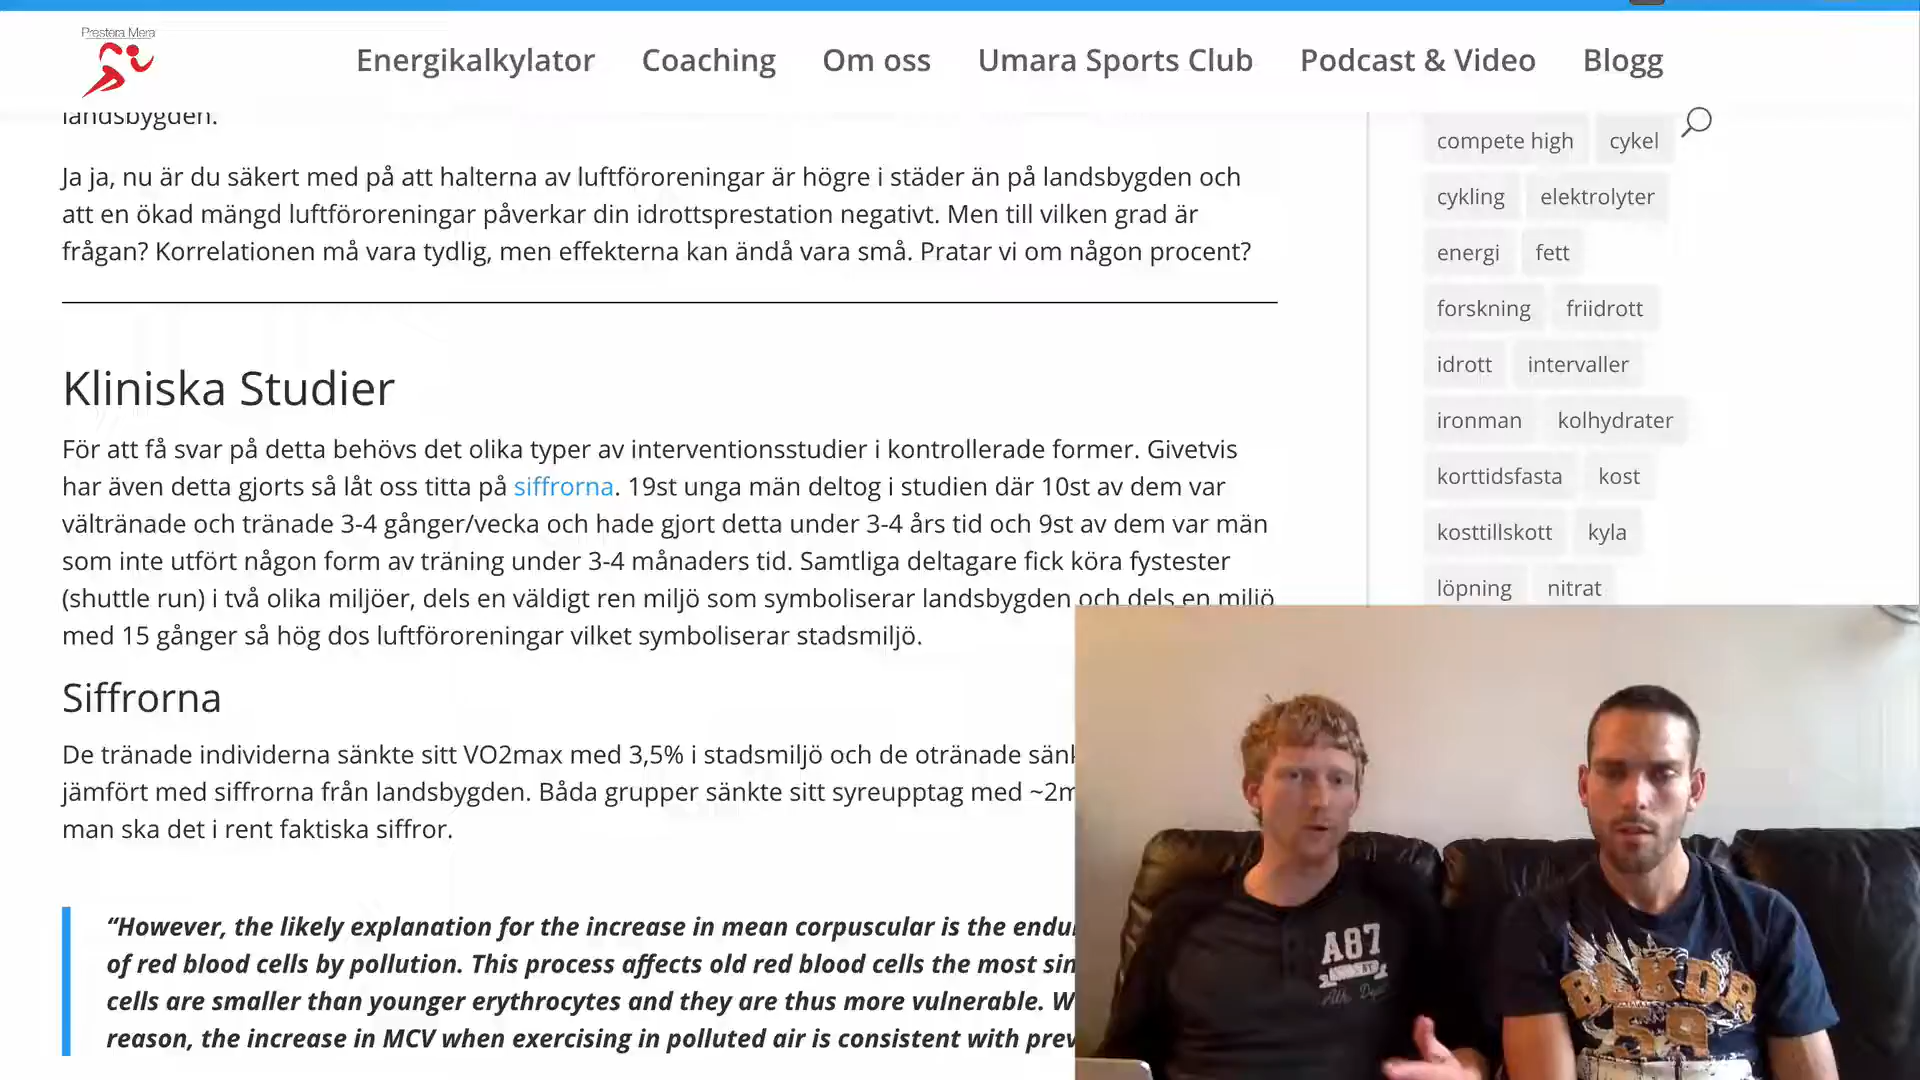 Prestera Mera
Energikalkylator Coaching Om oss Umara Sports Club Podcast & Video Blogg
landsbygden.
Ja ja, nu är du säkert med på att halterna av luftföroreningar är högre i städer än på landsbygden och
att en ökad mängd luftföroreningar påverkar din idrottsprestation negativt. Men till vilken grad är
frågan? Korrelationen må vara tydlig, men effekterna kan ändå vara små. Pratar vi om någon procent?
Kliniska Studier
För att få svar på detta behövs det olika typer av interventionsstudier i kontrollerade former. Givetvis
har även detta gjorts så låt oss titta på siffrorna. 19st unga män deltog i studien där 10st av dem var
vältränade och tränade 3-4 gånger/vecka och hade gjort detta under 3-4 års tid och 9st av dem var män
som inte utfört någon form av träning under 3-4 månaders tid. Samtliga deltagare fick köra fystester
(shuttle run) i två olika miljöer, dels en väldigt ren miljö som symboliserar landsbygden och dels en miljö
med 15 gånger så hög dos luftföroreningar vilket symboliserar stadsmiljö.
Siffrorna
De tränade individerna sänkte sitt VO2max med 3,5% i stadsmiljö och de otränade
jämfört med siffrorna från landsbygden. Båda grupper sänkte sitt syreupptag med
man ska det i rent faktiska siffror.
“However, the likely explanation for the increase in mean corpuscular is the
of red blood cells by pollution. This process affects old red blood cells the most
cells are smaller than younger erythrocytes and they are thus more vulnerable.
reason, the increase in MCV when exercising in polluted air is consistent with
compete high cykel
cykling elektrolyter
energi fett
forskning friidrott
idrott intervaller
ironman kolhydrater
korttidsfasta kost
kosttillskott kyla
löpning nitrat
A87